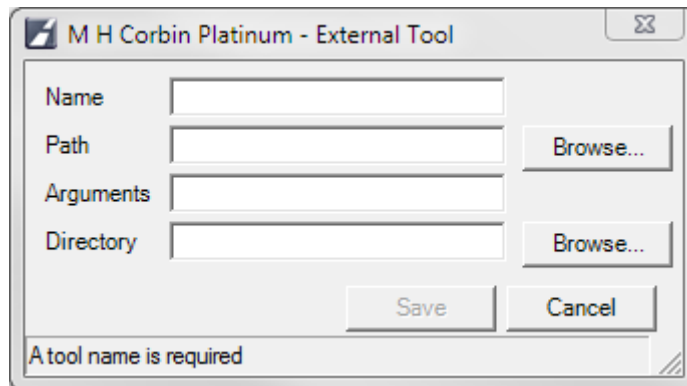 M H Corbin Platinum - External Tool
Name
Path
Browse...
Arguments
Directory
Browse...
Save
Cancel
A tool name is required